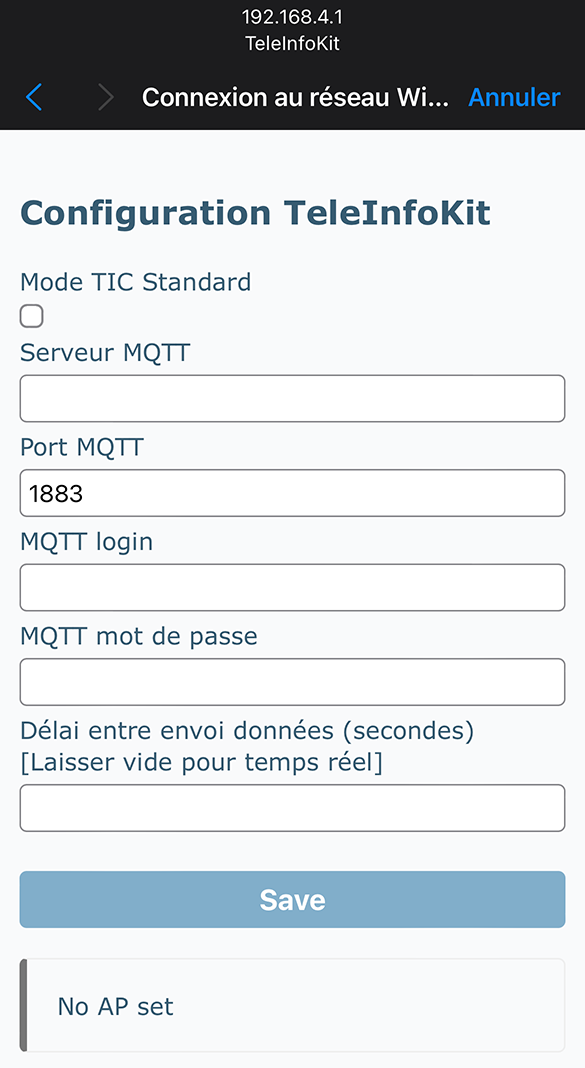 192.168.4.1
TeleInfoKit
Connexion au réseau Wi...
Annuler
Configuration TeleInfoKit
Mode TIC Standard
Serveur MQTT
Port MQTT
1883
MQTT login
MQTT mot de passe
Délai entre envoi données (secondes)
[Laisser vide pour temps réel]
Save
No AP set